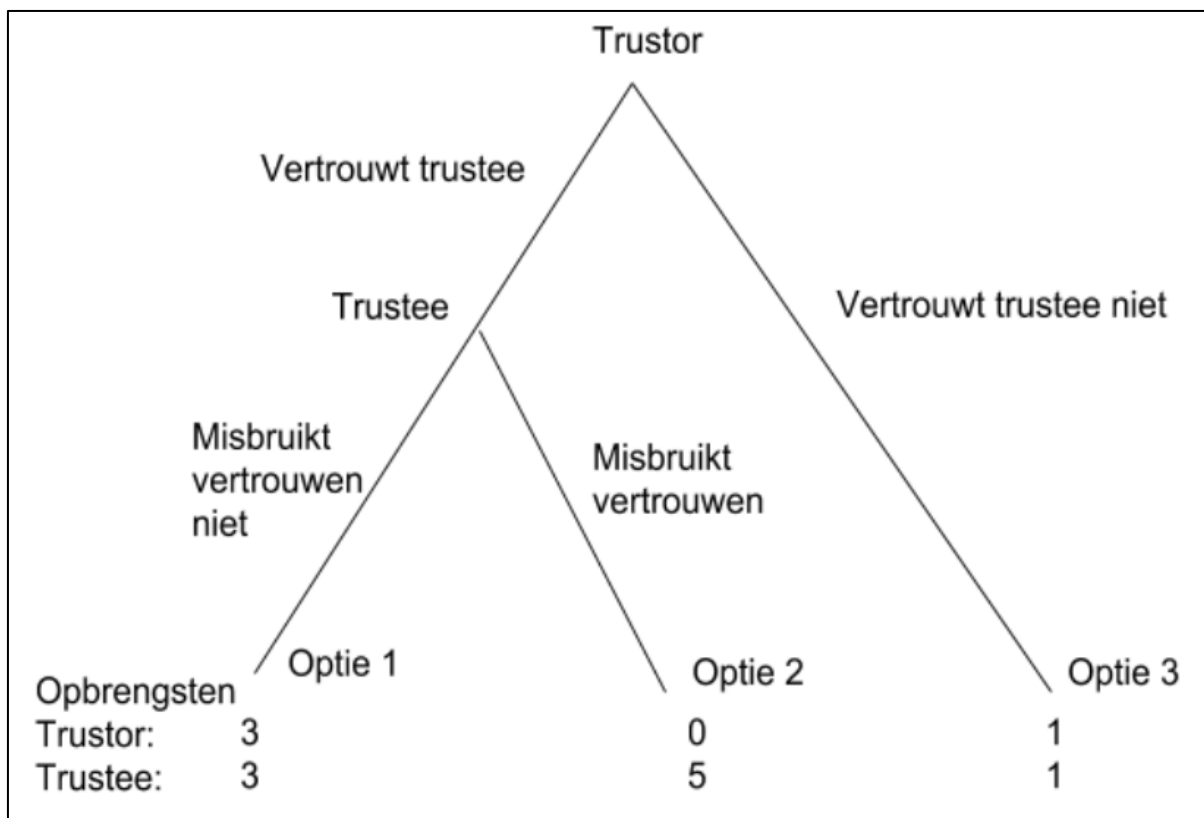 Trustor
Vertrouwt trustee
Trustee
Vertrouwt trustee niet
Misbruikt
vertrouwen
niet
Misbruikt
vertrouwen
Optie 1
Optie 2
Optie 3
Opbrengsten
Trustor: 3 0 1
Trustee: 3 5 1